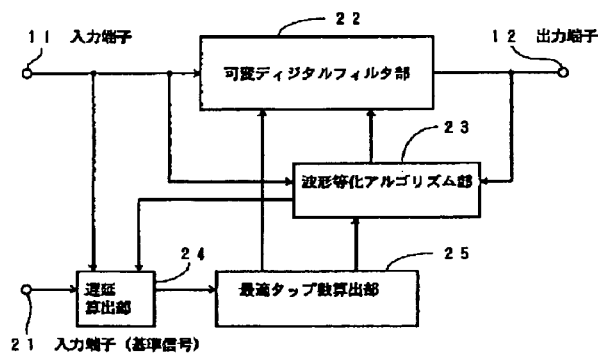 22
11 入力端子
12 出力端子
可変ディジタルフィルタ部
23
波形等化アルゴリズム部
24
25
遅延
算出部
最適タップ数算出部
21 入力端子（基準信号）